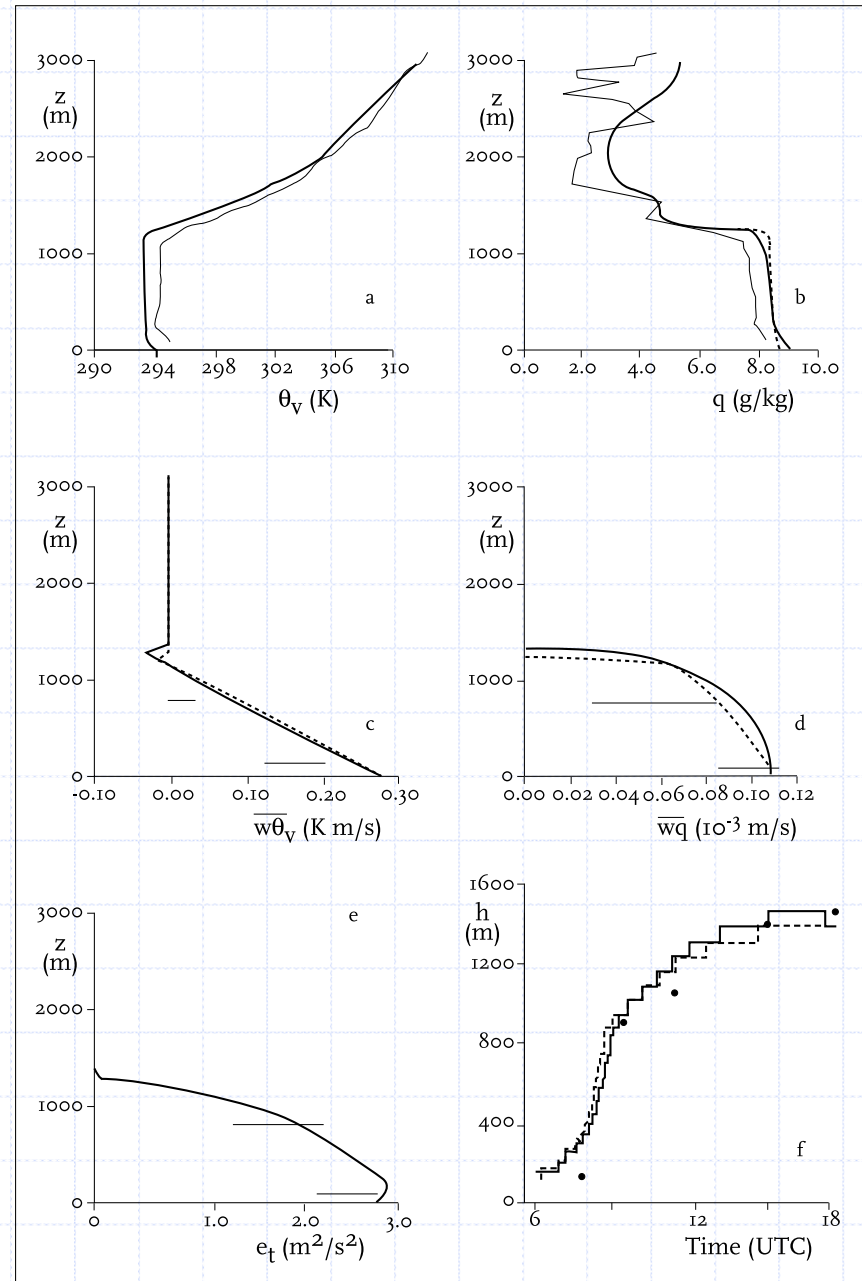 3000
z
(m)
2000
1000
0
290 294 298 302 306 310
θv (K)
a
3000
z
(m)
2000
1000
0
0.0 2.0 4.0 6.0 8.0 10.0
q (g/kg)
b
3000
z
(m)
2000
1000
0
-0.10 0.00 0.10 0.20 0.30
wθv (K m/s)
c
3000
z
(m)
2000
1000
0
0.00 0.02 0.04 0.06 0.08 0.10 0.12
wq (10-3 m/s)
d
3000
z
(m)
2000
1000
0
0 1.0 2.0 3.0
et (m2/s2)
e
1600
h
(m)
1200
800
400
0
6 12 18
Time (UTC)
f